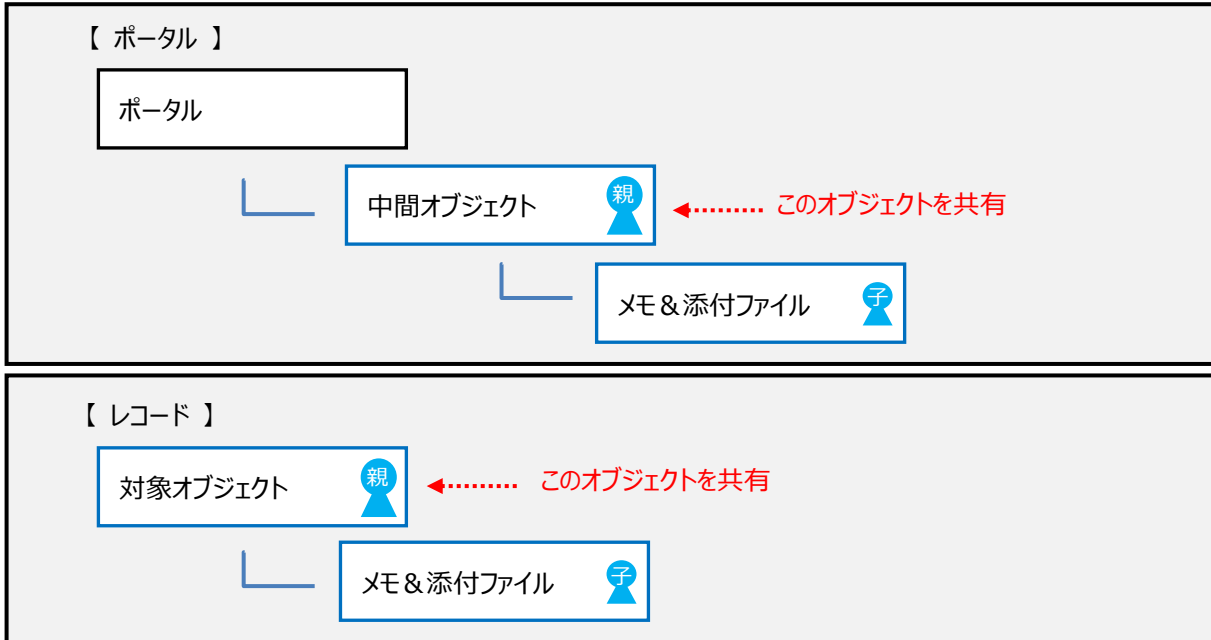 【 ポータル 】
ポータル
中間オブジェクト 親 このオブジェクトを共有
メモ&添付ファイル 子
【 レコード 】
対象オブジェクト 親 このオブジェクトを共有
メモ&添付ファイル 子